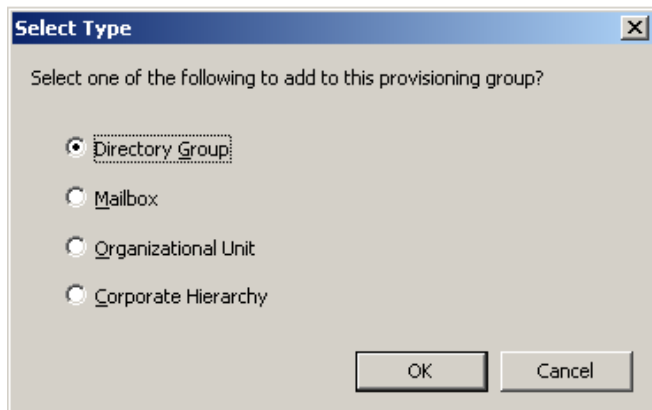 Select Type
Select one of the following to add to this provisioning group?
Directory Group
Mailbox
Organizational Unit
Corporate Hierarchy
OK Cancel